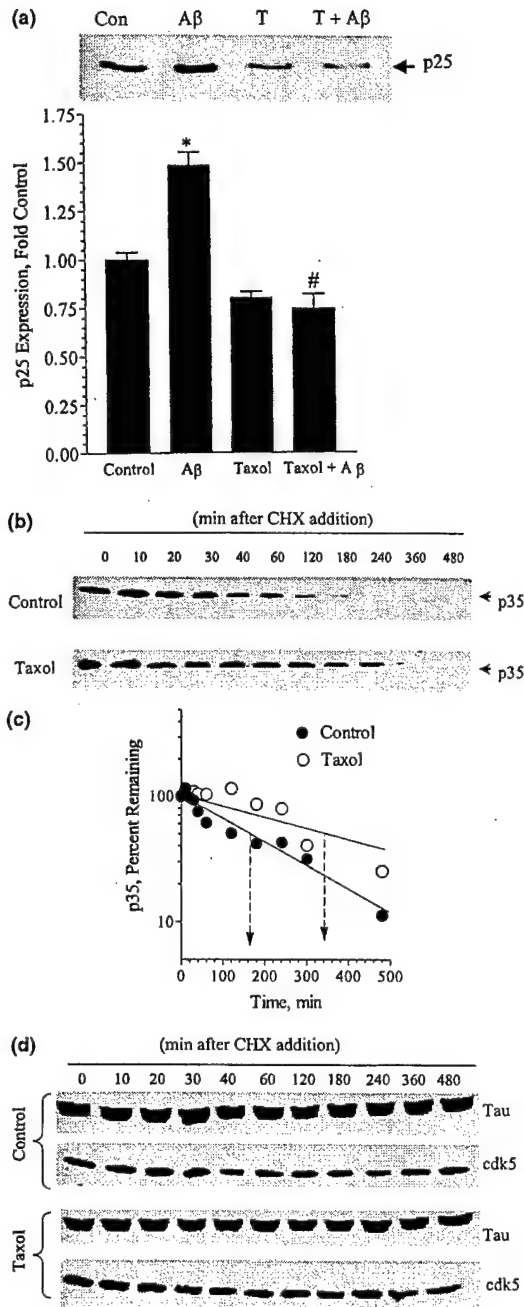 (a)
Con Aβ T T + Aβ
p25
p25 Expression, Fold Control
1.75
1.50
1.25
1.00
0.75
0.50
0.25
0.00
*
#
Control Aβ Taxol Taxol + A β
(b)
(min after CHX addition)
0 10 20 30 40 60 120 180 240 360 480
Control p35
Taxol p35
(c)
Control
Taxol
p35, Percent Remaining
100
10
0 100 200 300 400 500
Time, min
(d)
(min after CHX addition)
0 10 20 30 40 60 120 180 240 360 480
Control
Tau
cdk5
Taxol
Tau
cdk5